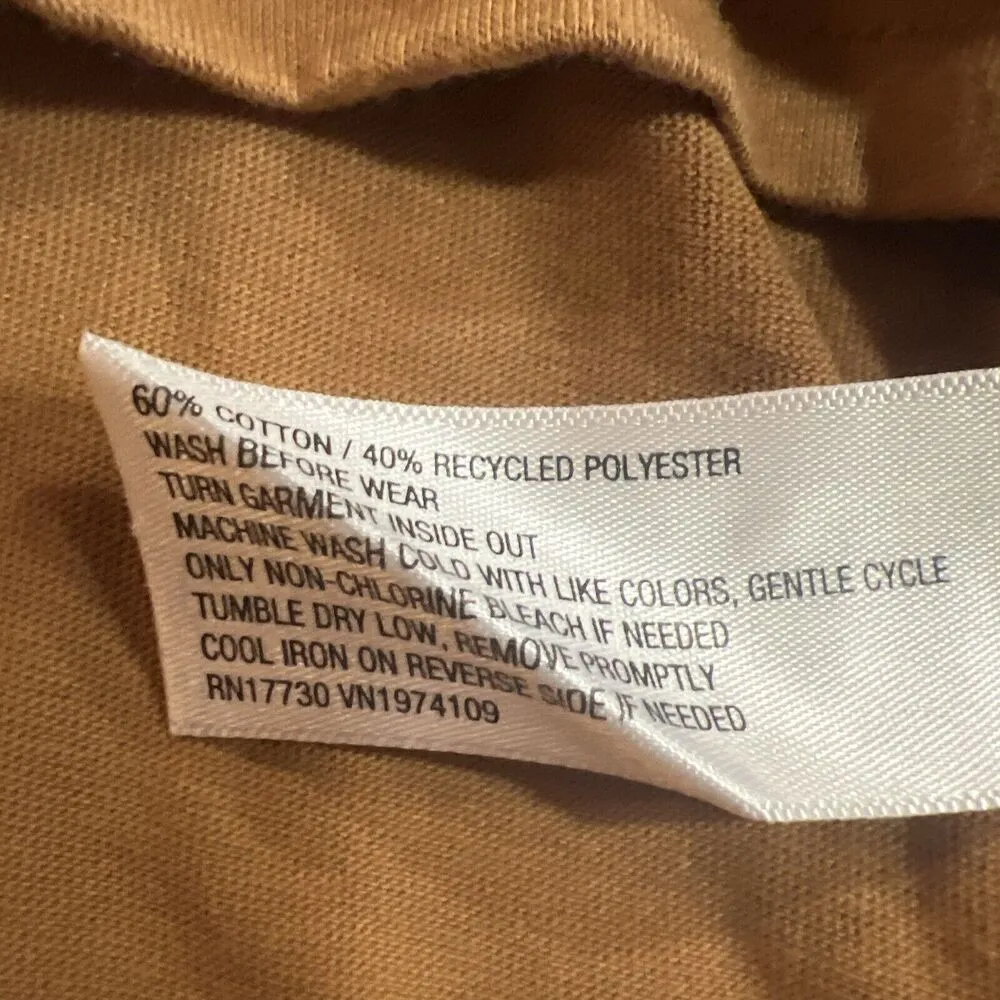 60% COTTON / 40% RECYCLED POLYESTER
WASH BEFORE WEAR
TURN GARMENT INSIDE OUT
MACHINE WASH COLD WITH LIKE COLORS, GENTLE CYCLE
ONLY NON-CHLORINE BLEACH IF NEEDED
TUMBLE DRY LOW, REMOVE PROMPTLY
COOL IRON ON REVERSE SIDE IF NEEDED
RN17730 VN1974109